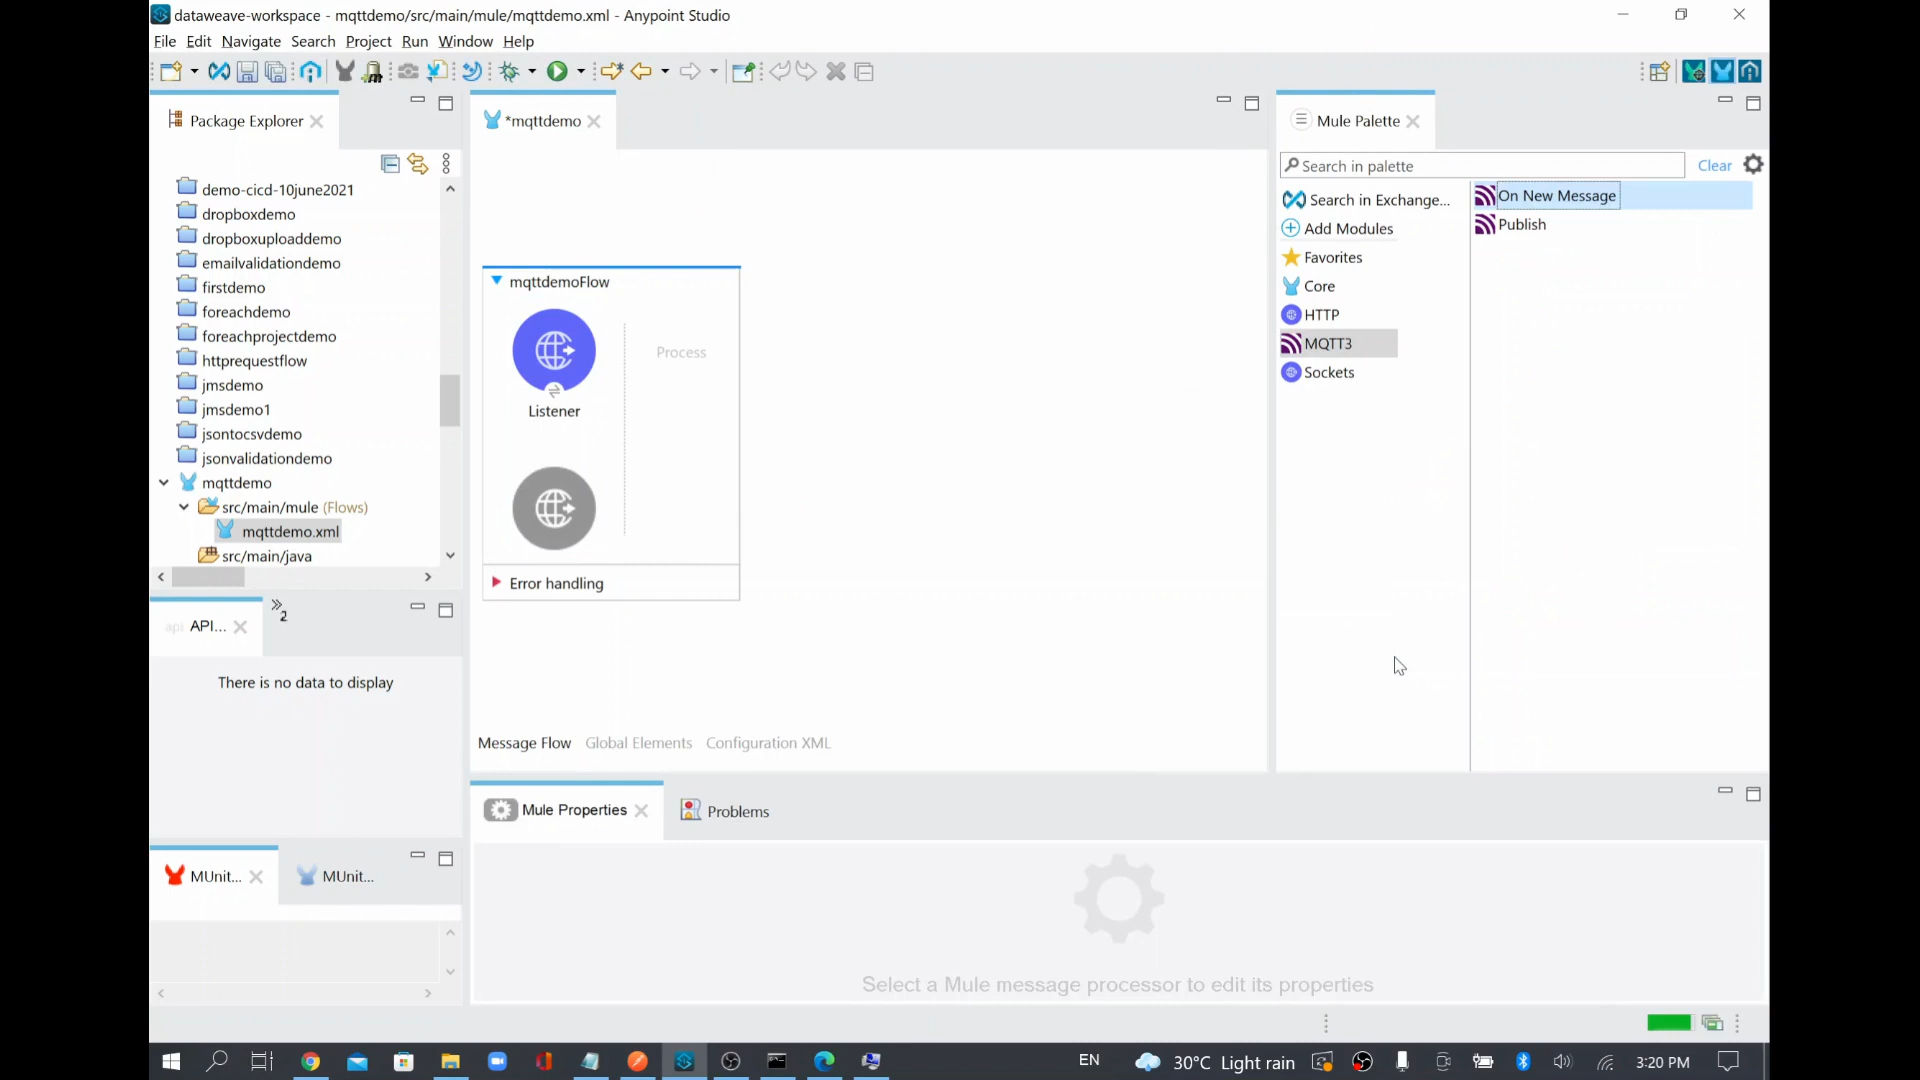 dataweave-workspace - mqttdemo/src/main/mule/mqttdemo.xml - Anypoint Studio
File Edit Navigate Search Project Run Window Help
Package Explorer
demo-cicd-10june2021
dropboxdemo
dropboxuploaddemo
emailvalidationdemo
firstdemo
foreachdemo
foreachprojectdemo
httprequestflow
jmsdemo
jmsdemo1
jsontocsvdemo
jsonvalidationdemo
mqttdemo
src/main/mule (Flows)
mqttdemo.xml
src/main/java
api API...
2
There is no data to display
MUnit...
MUnit...
*mqttdemo
mqttdemoFlow
Process
Listener
Error handling
Message Flow Global Elements Configuration XML
Mule Palette
Search in palette
Clear
Search in Exchange...
Add Modules
Favorites
Core
HTTP
MQTT3
Sockets
On New Message
Publish
Mule Properties
Problems
Select a Mule message processor to edit its properties
EN
30°C Light rain
3:20 PM